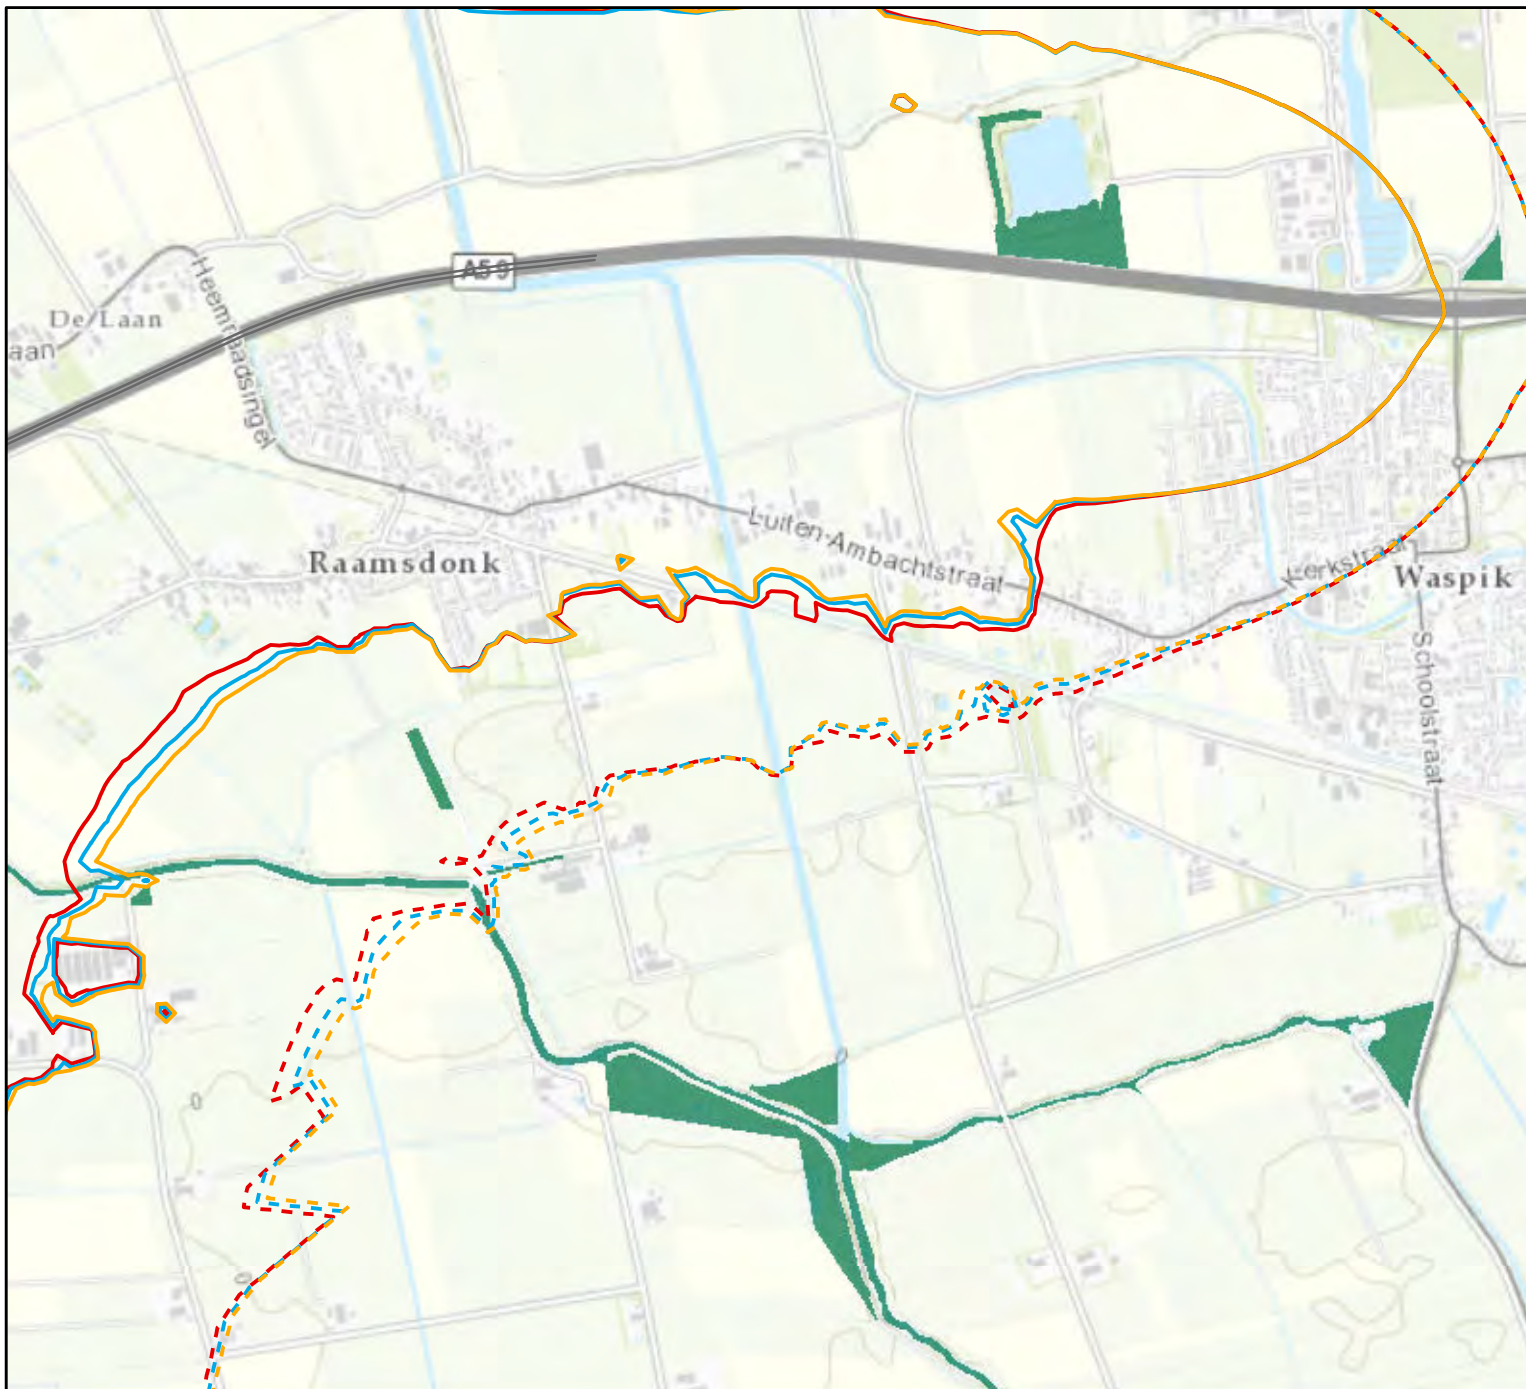 A59
Heemraadsingel
De Laan
aan
Luiten-Ambachtstraat
Raamsdonk
Kerkstraat
Waspik
Schoolstraat
0
0